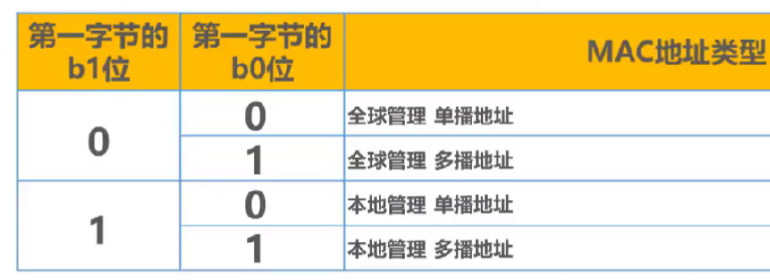 第一字节的
b1位
第一字节的
b0位
MAC地址类型
0
0
全球管理 单播地址
1
全球管理 多播地址
1
0
本地管理 单播地址
1
本地管理 多播地址